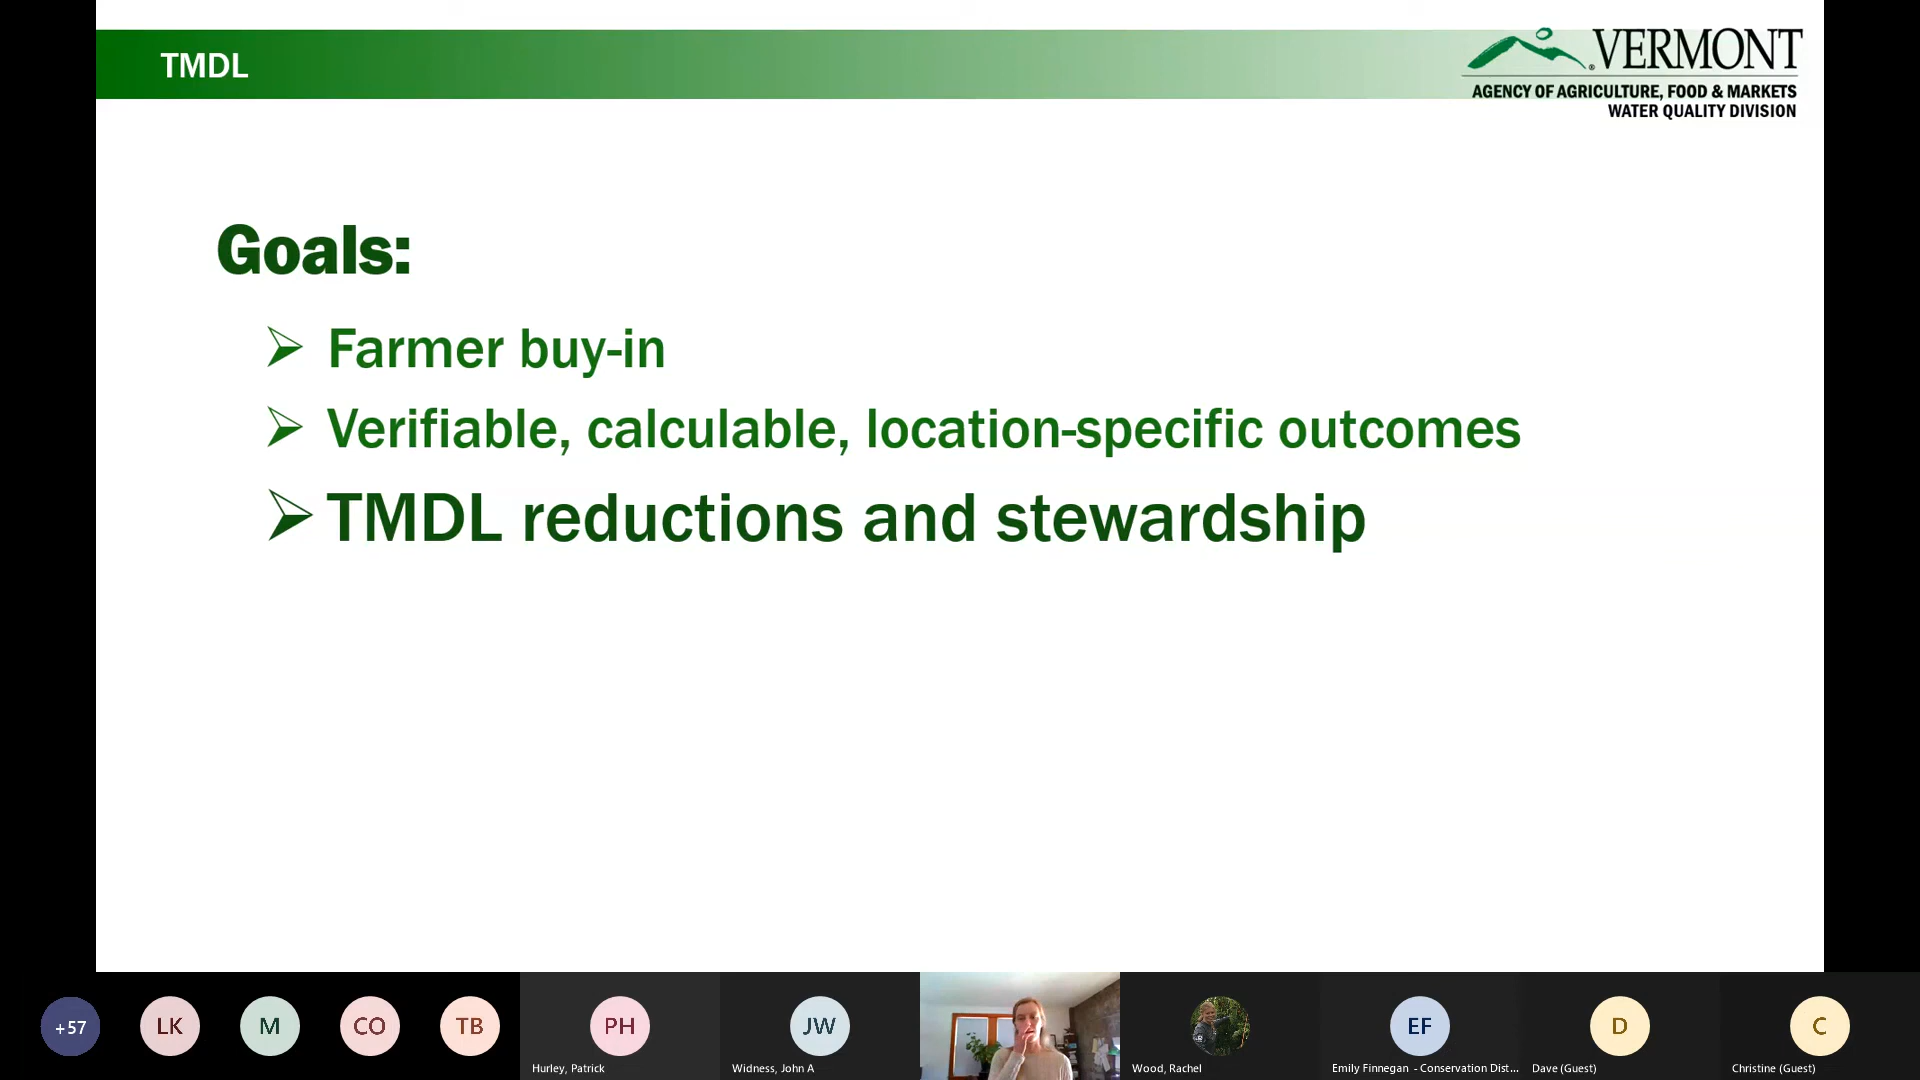 TMDL
VERMONT
AGENCY OF AGRICULTURE, FOOD & MARKETS
WATER QUALITY DIVISION
Goals:
Farmer buy-in
Verifiable, calculable, location-specific outcomes
TMDL reductions and stewardship
+57
LK
M
CO
TB
PH
JW
EF
D
C
Hurley, Patrick
Widness, John A
Wood, Rachel
Emily Finnegan - Conservation Dist...
Dave (Guest)
Christine (Guest)